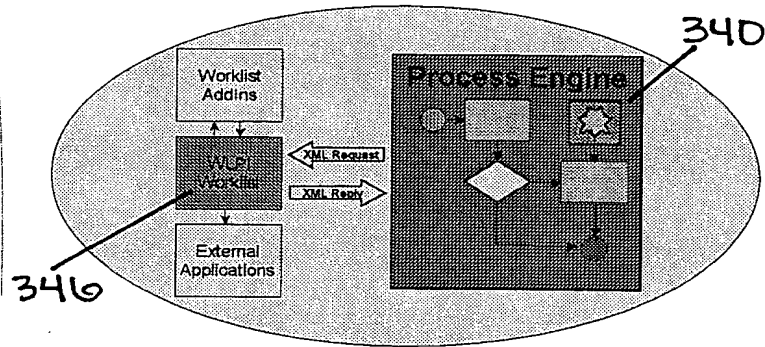 340
Process Engine
Worklist
AddIns
XML Request
WLPI
Worklist
XML Reply
External
Applications
346